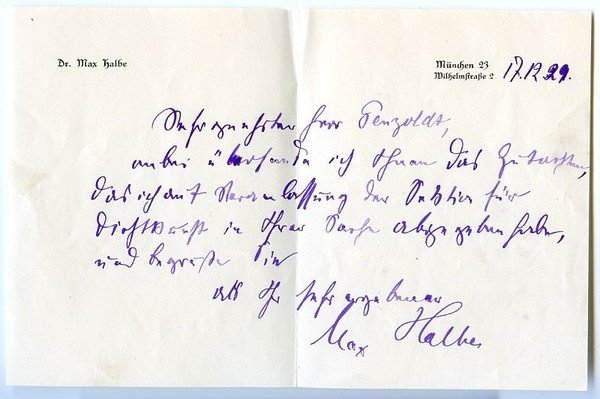 Dr. Max Halbe
München 23
Wilhelmstraße 2
17.12.29.
Sehr geehrter Herr Penzoldt,
anbei übersende ich Ihnen das Gutachten,
das ich auf Veranlassung der Sektion für
Dichtkunst in Ihrer Sache abgegeben habe,
und begrüße Sie
als Ihr sehr ergebener
Max Halbe